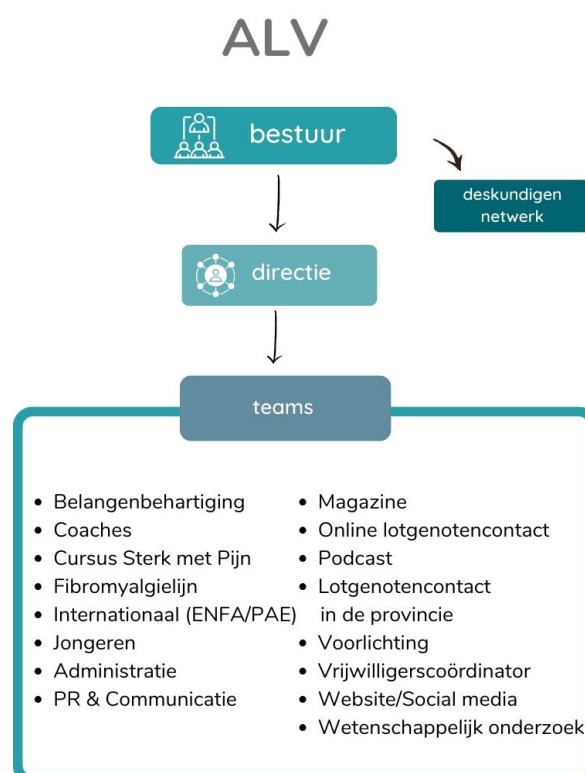 ALV
bestuur
deskundigen
netwerk
directie
teams
• Belangenbehartiging
• Coaches
• Cursus Sterk met Pijn
• Fibromyalgielijn
• Internationaal (ENFA/PAE)
• Jongeren
• Administratie
• PR & Communicatie
• Magazine
• Online lotgenotencontact
• Podcast
• Lotgenotencontact
in de provincie
• Voorlichting
• Vrijwilligerscoördinator
• Website/Social media
• Wetenschappelijk onderzoek